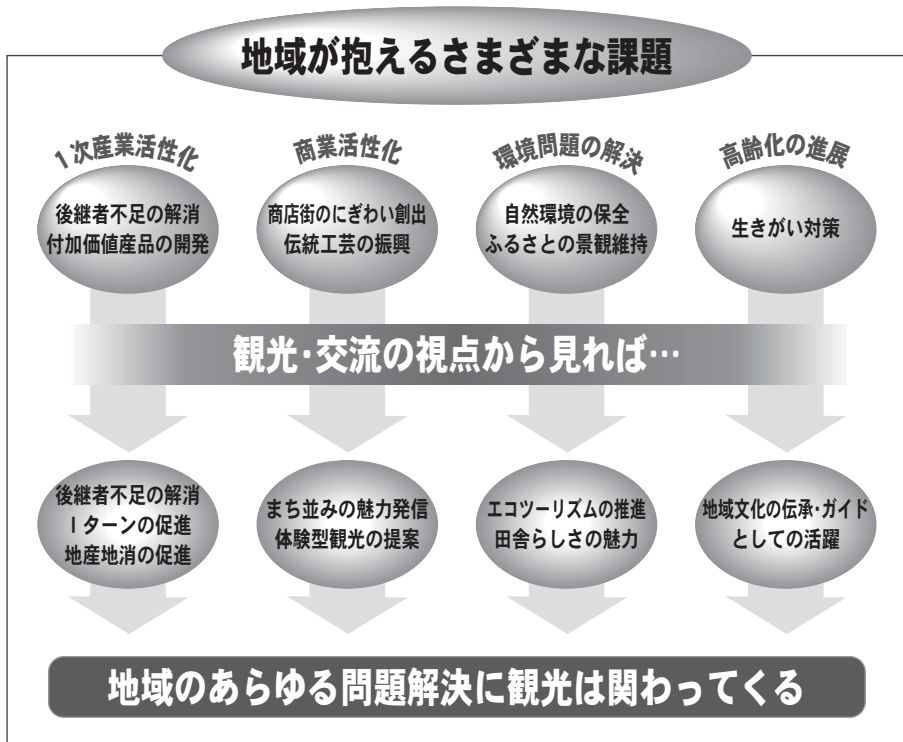 地域が抱えるさまざまな課題
1次産業活性化
後継者不足の解消
付加価値産品の開発
商業活性化
商店街のにぎわい創出
伝統工芸の振興
環境問題の解決
自然環境の保全
ふるさとの景観維持
高齢化の進展
生きがい対策
観光・交流の視点から見れば…
後継者不足の解消
Iターンの促進
地産地消の促進
まち並みの魅力発信
体験型観光の提案
エコツーリズムの推進
田舎らしさの魅力
地域文化の伝承・ガイド
としての活躍
地域のあらゆる問題解決に観光は関わってくる